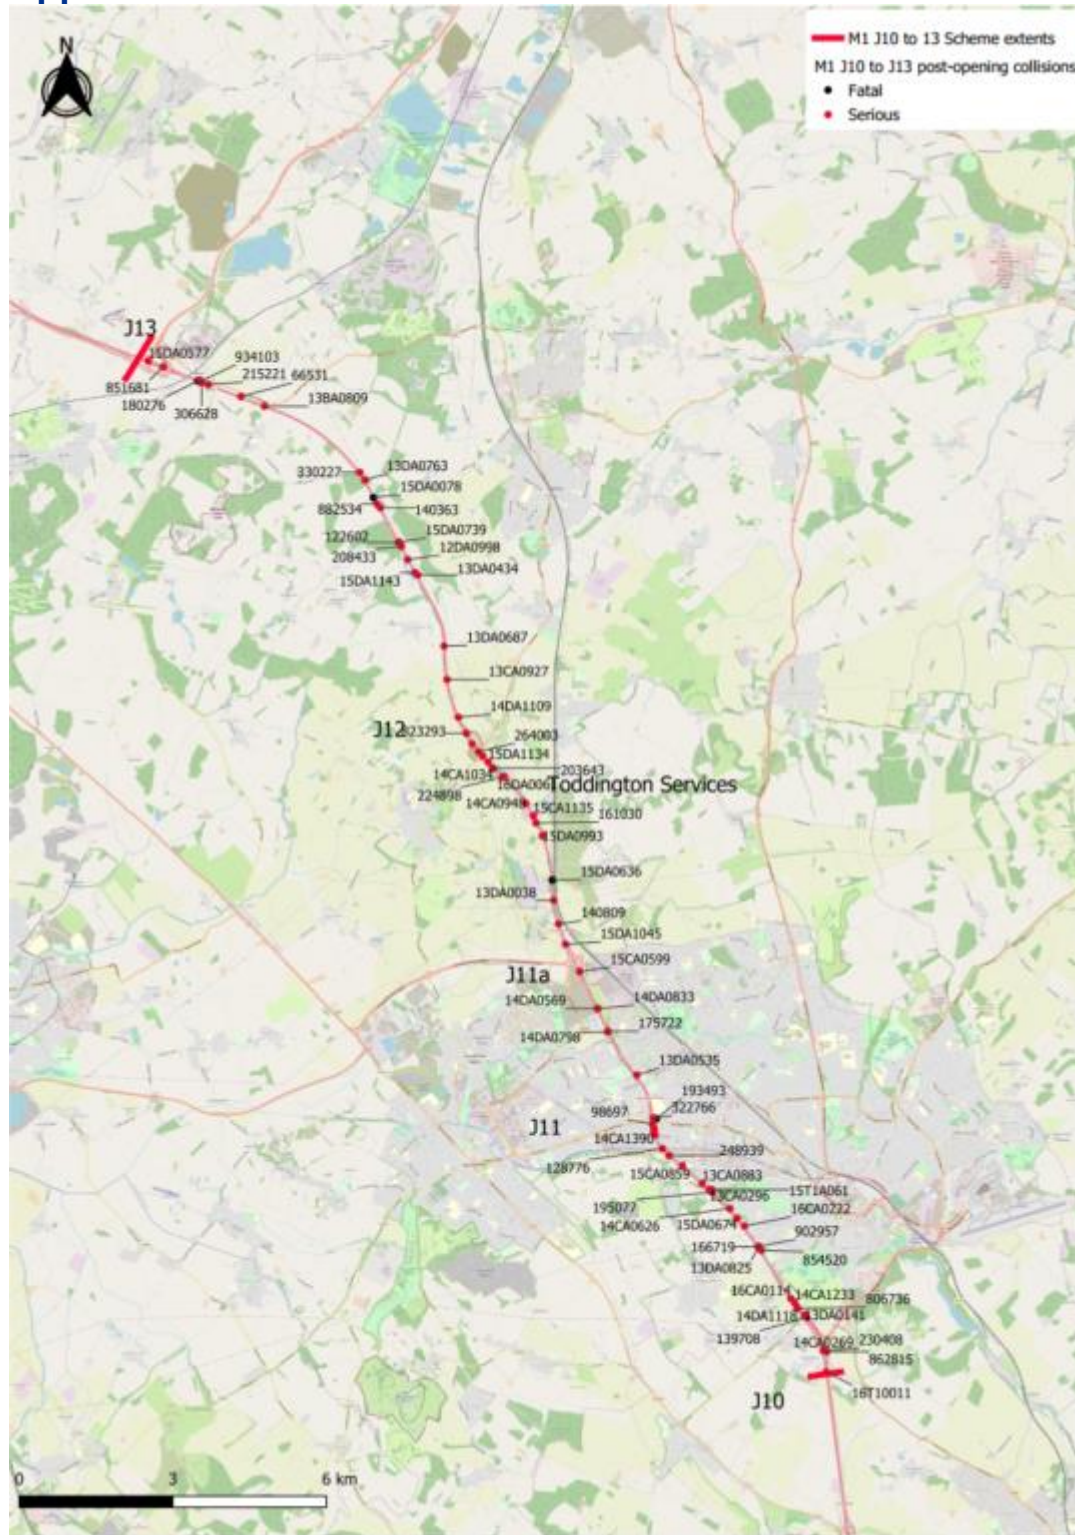 N
M1 J10 to 13 Scheme extents
M1 J10 to J13 post-opening collisions
Fatal
Serious
J13
15DA0577
934103
851681
215221
66531
180276
306628
13BA0809
330227
13DA0763
15DA0078
882534
140363
122602
15DA0739
208433
12DA0998
15DA1143
13DA0434
13DA0687
13CA0927
14DA1109
J12
323293
264003
15DA1134
14CA1034
203643
224898
16DA006
Toddington Services
14CA0948
15CA1135
161030
15DA0993
15DA0636
13DA0038
140809
15DA1045
15CA0599
J11a
14DA0569
14DA0833
14DA0798
175722
13DA0535
193493
98697
322766
J11
14CA1390
128776
248939
15CA0859
13CA0883
195077
13CA0296
15T1A061
14CA0626
15DA0674
16CA0222
166719
902957
13DA0825
854520
16CA0114
14CA1233
806736
14DA1118
13DA0141
139708
14CA0269
230408
862815
J10
16T10011
0 3 6 km